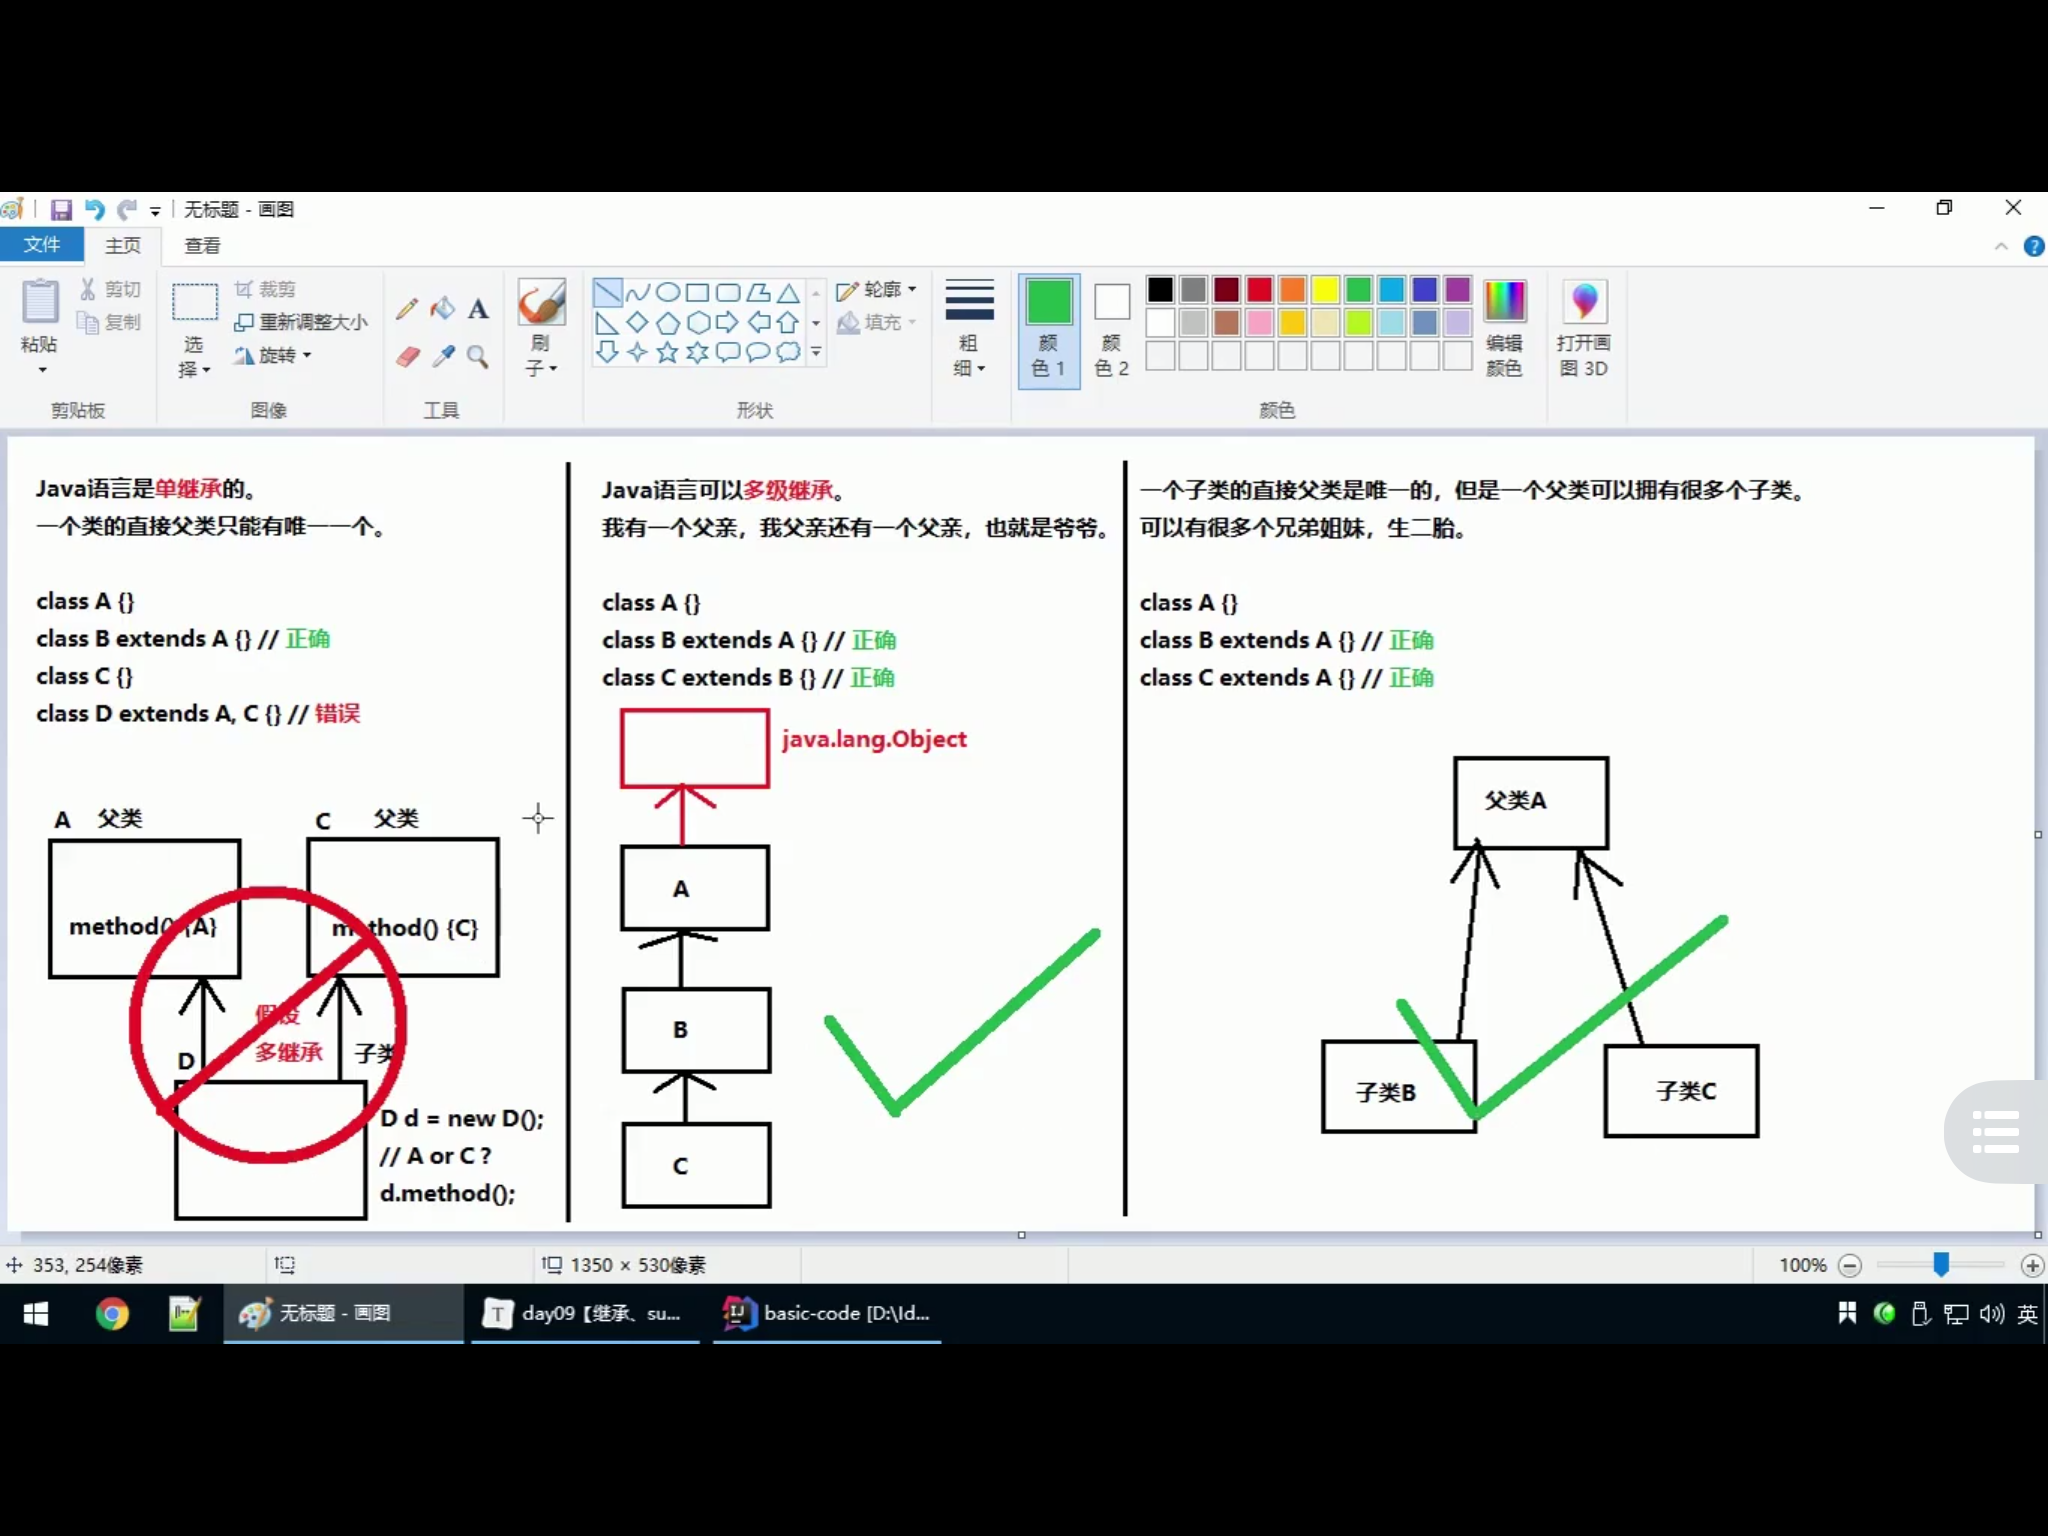 无标题 - 画图
文件 主页 查看
粘贴
剪切
复制
剪贴板
选择
裁剪
重新调整大小
旋转
图像
工具
刷子
形状
轮廓
填充
粗细
颜色 1
颜色 2
颜色
编辑颜色
打开画图 3D
Java语言是单继承的。
一个类的直接父类只能有唯一一个。
class A {}
class B extends A {} // 正确
class C {}
class D extends A, C {} // 错误
A 父类
C 父类
method() {A}
method() {C}
假设
多继承
D
子类
D d = new D();
// A or C ?
d.method();
Java语言可以多级继承。
我有一个父亲，我父亲还有一个父亲，也就是爷爷。
class A {}
class B extends A {} // 正确
class C extends B {} // 正确
java.lang.Object
A
B
C
一个子类的直接父类是唯一的，但是一个父类可以拥有很多个子类。
可以有很多个兄弟姐妹，生二胎。
class A {}
class B extends A {} // 正确
class C extends A {} // 正确
父类A
子类B
子类C
353, 254像素
1350 × 530像素
100%
无标题 - 画图
day09【继承、su...
basic-code [D:\Id...
英